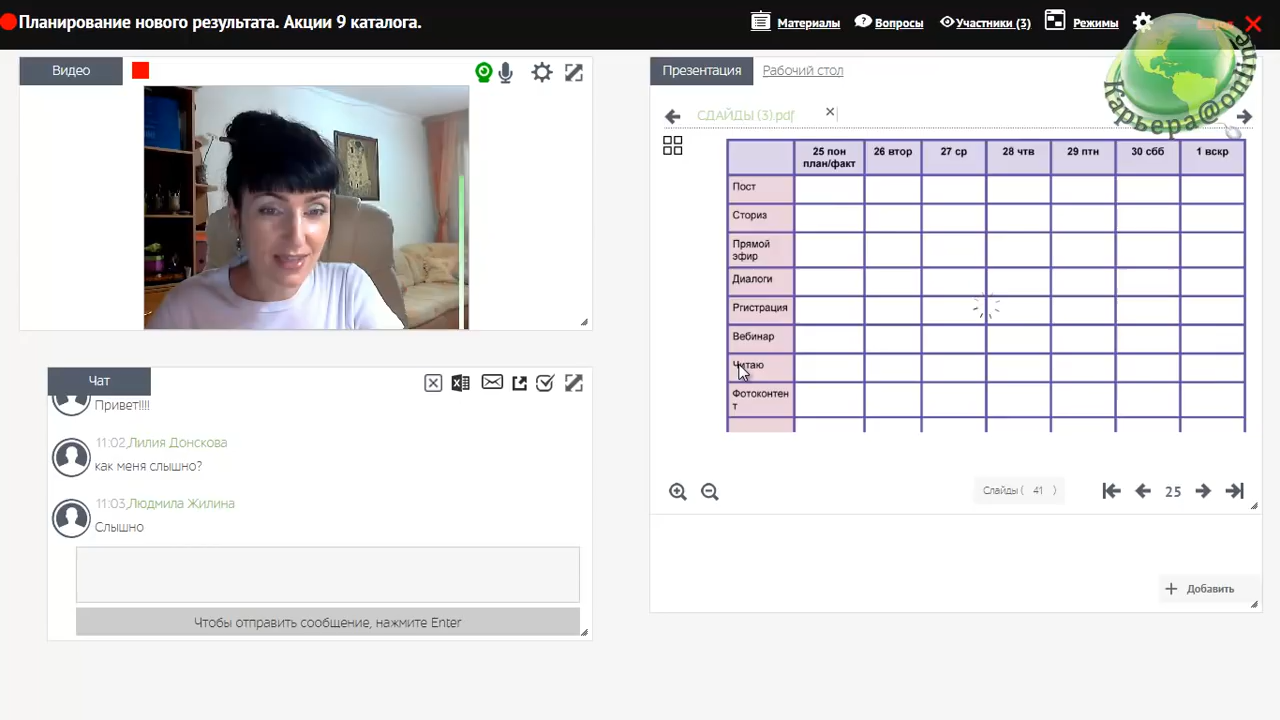 Планирование нового результата. Акции 9 каталога.
Материалы
Вопросы
Участники (3)
Режимы
Карьера@online
Видео
Презентация
Рабочий стол
СДАЙДЫ (3).pdf
25 пон план/факт
26 втор
27 ср
28 чтв
29 птн
30 сбб
1 вскр
Пост
Сториз
Прямой
эфир
Диалоги
Ргистрация
Вебинар
Читаю
Фотоконтен
т
Слайды ( 41 )
25
Добавить
Чат
Привет!!!!
11:02,Лилия Донскова
как меня слышно?
11:03,Людмила Жилина
Слышно
Чтобы отправить сообщение, нажмите Enter